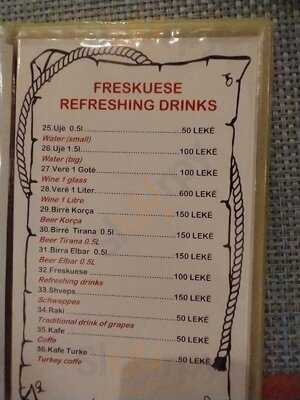 FRESKUESE
REFRESHING DRINKS
25.Ujë 0.5l 50 LEKË
Water (small)
26.Ujë 1.5l 100 LEKË
Water (big)
27.Verë 1 Gotë 100 LEKË
Wine 1 glass
28.Verë 1 Liter 600 LEKË
Wine 1 Litre
29.Birrë Korça 150 LEKË
Beer Korça
30.Birrë Tirana 0.5L 150 LEKË
Beer Tirana 0.5L
31.Birra Elbar 0.5l 150 LEKË
Beer Elbar 0.5L
32.Freskuese 100 LEKË
Refreshing drinks
33.Shveps 150 LEKË
Schweppes
34.Raki 50 LEKË
Traditional drink of grapes
35.Kafe 50 LEKË
Coffe
36.Kafe Turke 50 LEKË
Turkey coffe